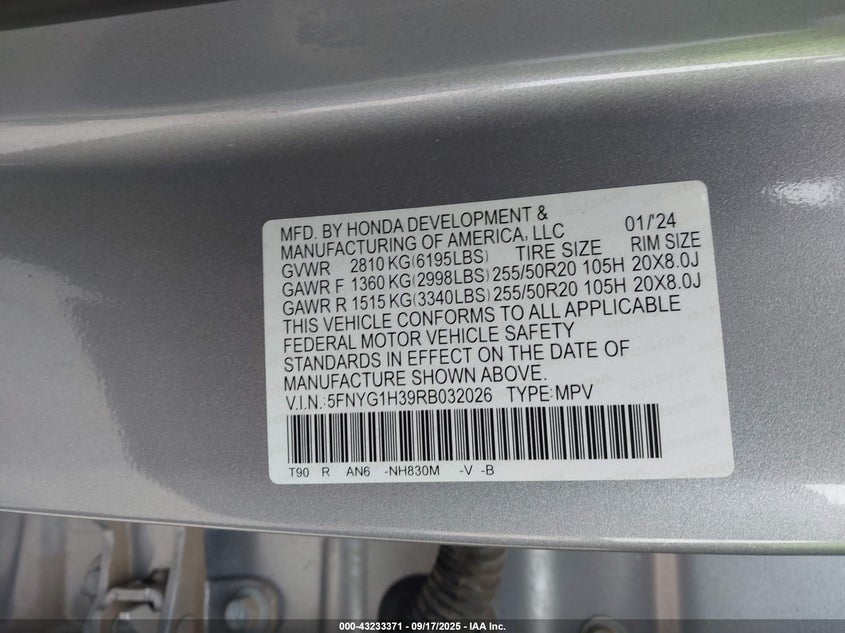 MFD. BY HONDA DEVELOPMENT & 01/'24
MANUFACTURING OF AMERICA, LLC
GVWR 2810 KG(6195LBS) TIRE SIZE RIM SIZE
GAWR F 1360 KG(2998LBS) 255/50R20 105H 20X8.0J
GAWR R 1515 KG(3340LBS) 255/50R20 105H 20X8.0J
THIS VEHICLE CONFORMS TO ALL APPLICABLE
FEDERAL MOTOR VEHICLE SAFETY
STANDARDS IN EFFECT ON THE DATE OF
MANUFACTURE SHOWN ABOVE.
V.I.N.:5FNYG1H39RB032026 TYPE:MPV
T90 R AN6 -NH830M -V -B
000-43233371 - 09/17/2025 - IAA Inc.